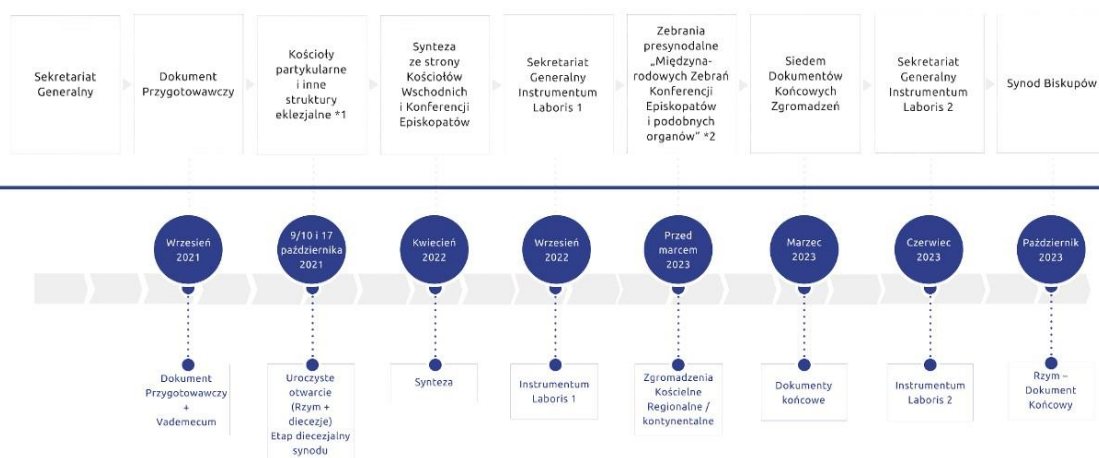 Sekretariat
Generalny
Dokument
Przygotowawczy
Kościoły
partykularne
i inne
struktury
eklezjalne *1
Synteza
ze strony
Kościołów
Wschodnich
i Konferencji
Episkopatów
Sekretariat
Generalny
Instrumentum
Laboris 1
Zebrania
presynodalne
„Międzyna-
rodowych Zebrań
Konferencji
Episkopatów
i podobnych
organów” *2
Siedem
Dokumentów
Końcowych
Zgromadzeń
Sekretariat
Generalny
Instrumentum
Laboris 2
Synod Biskupów
Wrzesień
2021
9/10 i 17
października
2021
Kwiecień
2022
Wrzesień
2022
Przed
marcem
2023
Marzec
2023
Czerwiec
2023
Październik
2023
Dokument
Przygotowawczy
+
Vademecum
Uroczyste
otwarcie
(Rzym +
diecezje)
Etap diecezjalny
synodu
Synteza
Instrumentum
Laboris 1
Zgromadzenia
Kościelne
Regionalne /
kontynentalne
Dokumenty
końcowe
Instrumentum
Laboris 2
Rzym –
Dokument
Końcowy